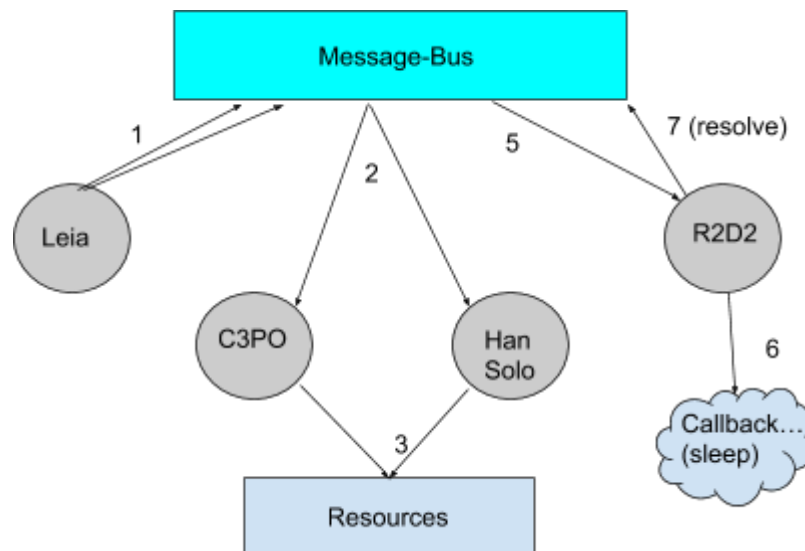 Message-Bus
1
2
5
7 (resolve)
Leia
R2D2
C3PO
Han
Solo
6
3
Callback...,
(sleep)
Resources